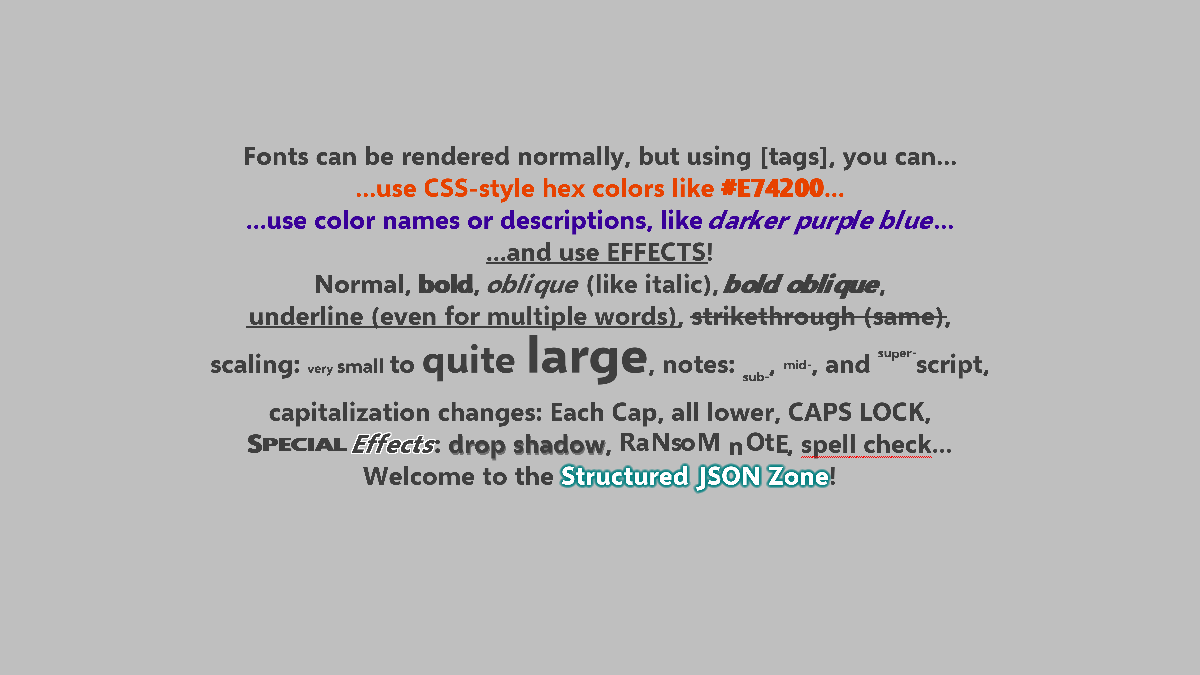 Fonts can be rendered normally, but using [tags], you can...
...use CSS-style hex colors like #E74200...
...use color names or descriptions, like darker purple blue...
...and use EFFECTS!
Normal, bold, oblique (like italic), bold oblique,
underline (even for multiple words), strikethrough (same),
scaling: very small to quite large, notes: sub-, mid-, and super-script,
capitalization changes: Each Cap, all lower, CAPS LOCK,
SPECIAL Effects: drop shadow, RaNsoM nOtE, spell check...
Welcome to the Structured JSON Zone!